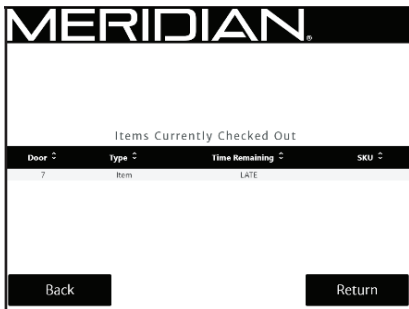 MERIDIAN®
Items Currently Checked Out
Door Type Time Remaining SKU
7 Item LATE
Back Return